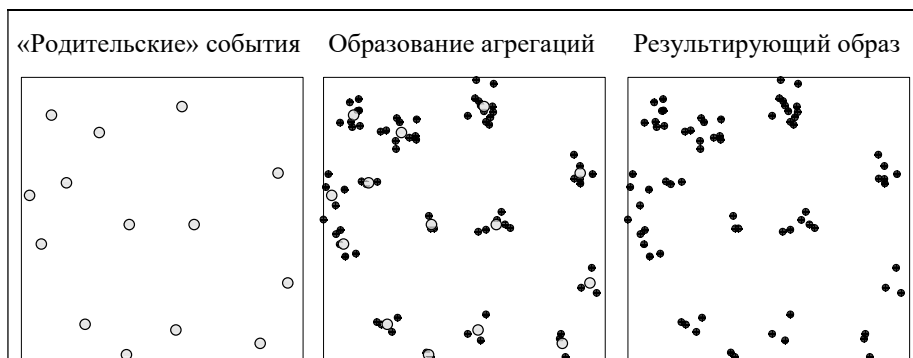 «Родительские» события
Образование агрегаций
Результирующий образ